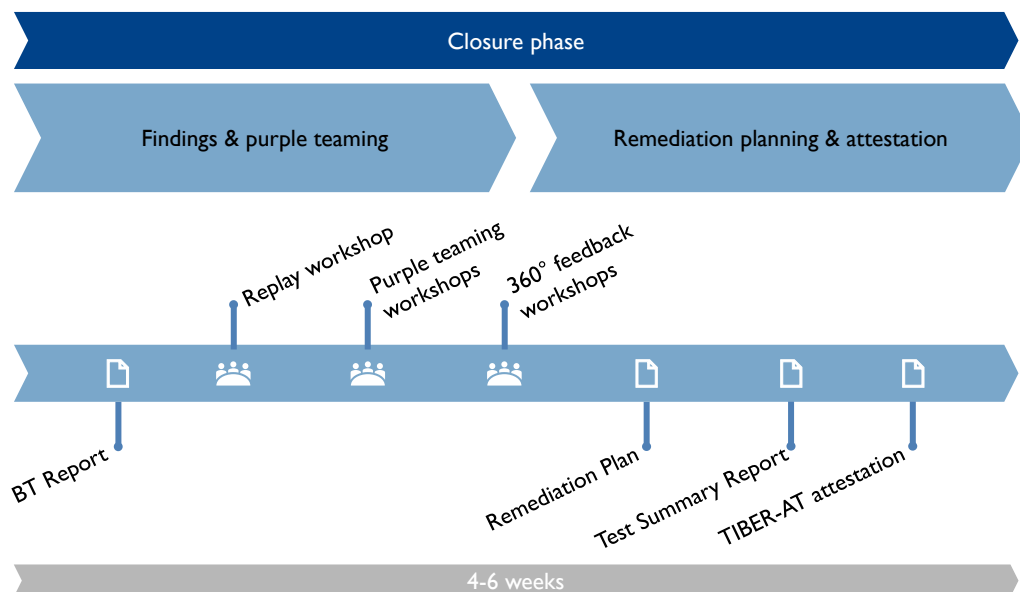 Closure phase
Findings & purple teaming
Remediation planning & attestation
Replay workshop
Purple teaming
workshops
360° feedback
workshops
BT Report
Remediation Plan
Test Summary Report
TIBER-AT attestation
4-6 weeks